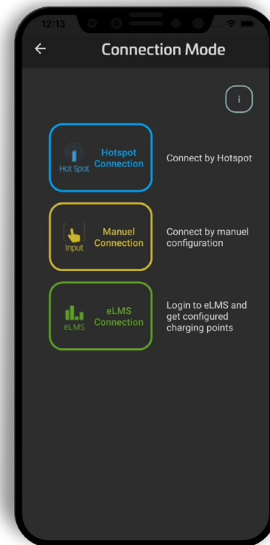 12:13
Connection Mode
i
Hot Spot
Hotspot
Connection
Connect by Hotspot
Input
Manuel
Connection
Connect by manuel
configuration
eLMS
eLMS
Connection
Login to eLMS and
get configured
charging points